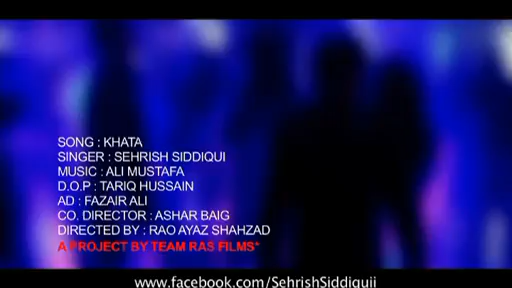 SONG : KHATA
SINGER : SEHRISH SIDDIQUI
MUSIC : ALI MUSTAFA
D.O.P : TARIQ HUSSAIN
AD : FAZAIR ALI
CO. DIRECTOR : ASHAR BAIG
DIRECTED BY : RAO AYAZ SHAHZAD
A PROJECT BY TEAM RAS FILMS*
www.facebook.com/SehrishSiddiquii